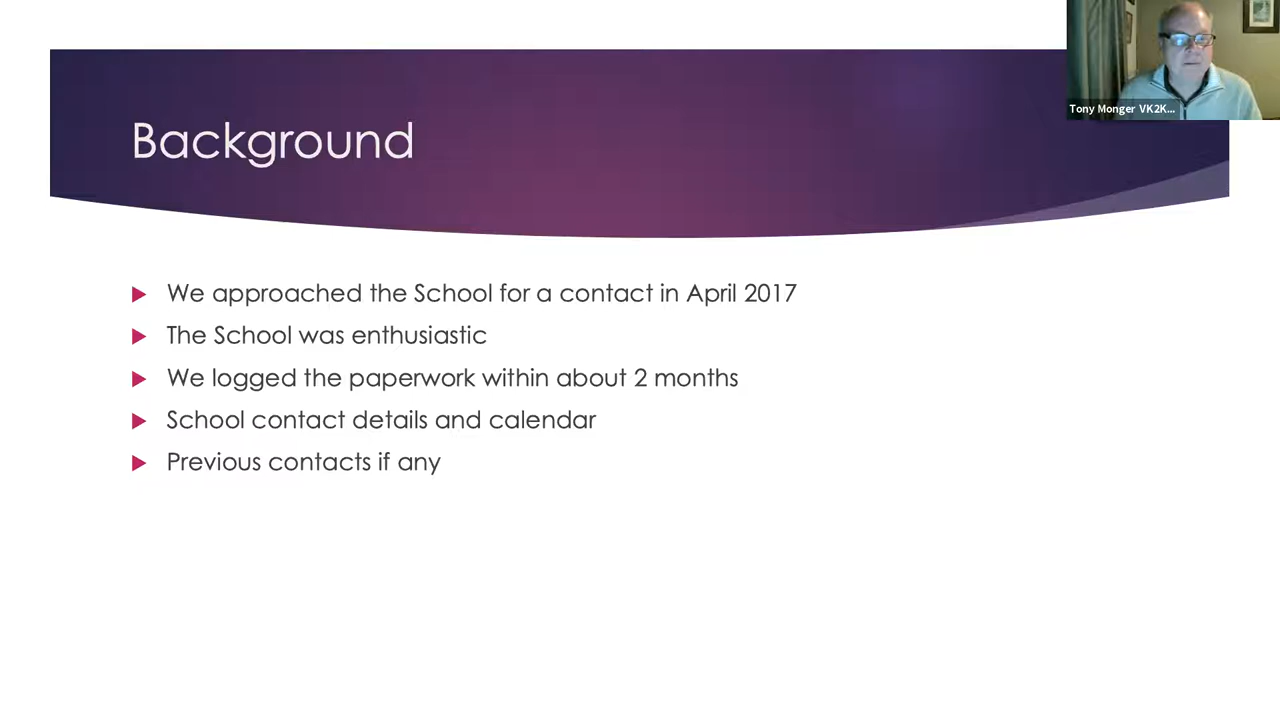 Tony Monger VK2K...
Background
We approached the School for a contact in April 2017
The School was enthusiastic
We logged the paperwork within about 2 months
School contact details and calendar
Previous contacts if any